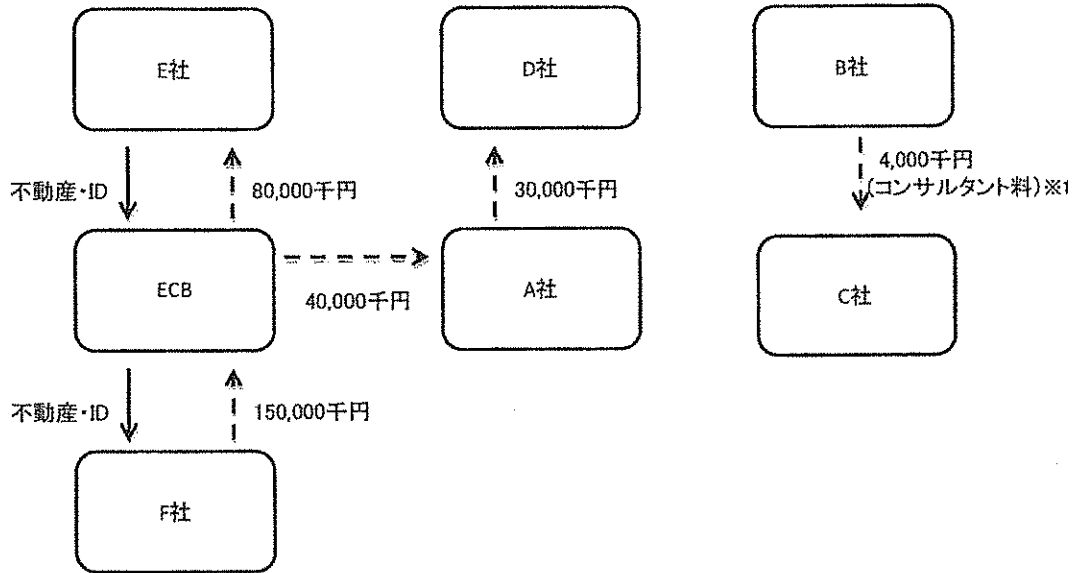 E社
D社
B社
不動産・ID
80,000千円
30,000千円
4,000千円
(コンサルタント料)※1
ECB
40,000千円
A社
C社
不動産・ID
150,000千円
F社